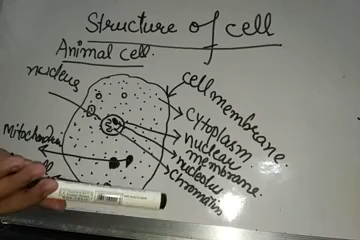 Structure of cell
Animal cell.
nucleus
cell membrane.
cytoplasm.
nuclear
membrane.
nucleolus
chromatin
Mitochondria